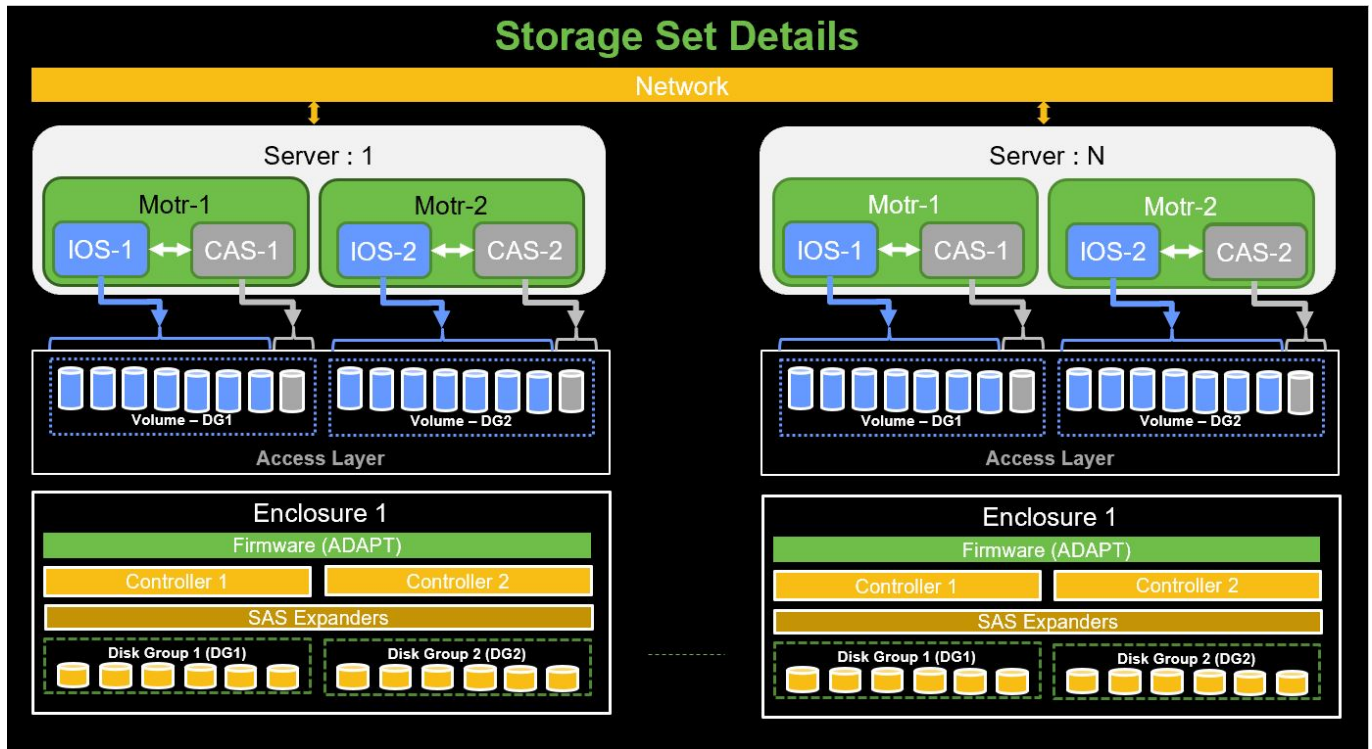 Storage Set Details
Network
Server : 1
Motr-1
IOS-1
CAS-1
Motr-2
IOS-2
CAS-2
Volume – DG1
Volume – DG2
Access Layer
Enclosure 1
Firmware (ADAPT)
Controller 1
Controller 2
SAS Expanders
Disk Group 1 (DG1)
Disk Group 2 (DG2)
Server : N
Motr-1
IOS-1
CAS-1
Motr-2
IOS-2
CAS-2
Volume – DG1
Volume – DG2
Access Layer
Enclosure 1
Firmware (ADAPT)
Controller 1
Controller 2
SAS Expanders
Disk Group 1 (DG1)
Disk Group 2 (DG2)